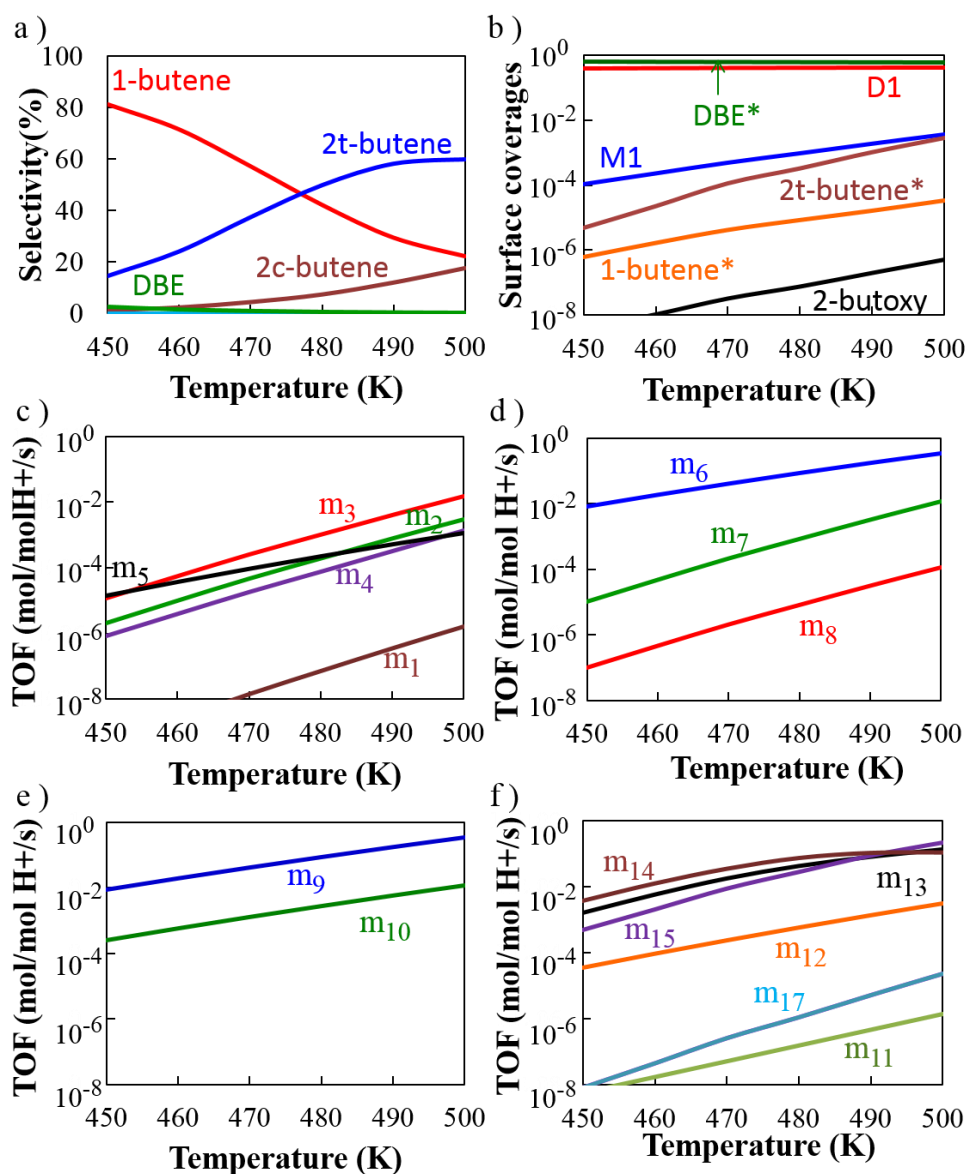 a )
Selectivity(%)
100
80
60
40
20
0
1-butene
2t-butene
2c-butene
DBE
450 460 470 480 490 500
Temperature (K)
b )
Surface coverages
10^0
10^-2
10^-4
10^-6
10^-8
D1
DBE*
M1
2t-butene*
1-butene*
2-butoxy
450 460 470 480 490 500
Temperature (K)
c )
TOF (mol/molH+/s)
10^0
10^-2
10^-4
10^-6
10^-8
m3
m2
m5
m4
m1
450 460 470 480 490 500
Temperature (K)
d )
TOF (mol/mol H+/s)
10^0
10^-2
10^-4
10^-6
10^-8
m6
m7
m8
450 460 470 480 490 500
Temperature (K)
e )
TOF (mol/mol H+/s)
10^0
10^-2
10^-4
10^-6
10^-8
m9
m10
450 460 470 480 490 500
Temperature (K)
f )
TOF (mol/mol H+/s)
10^0
10^-2
10^-4
10^-6
10^-8
m14
m13
m15
m12
m17
m11
450 460 470 480 490 500
Temperature (K)